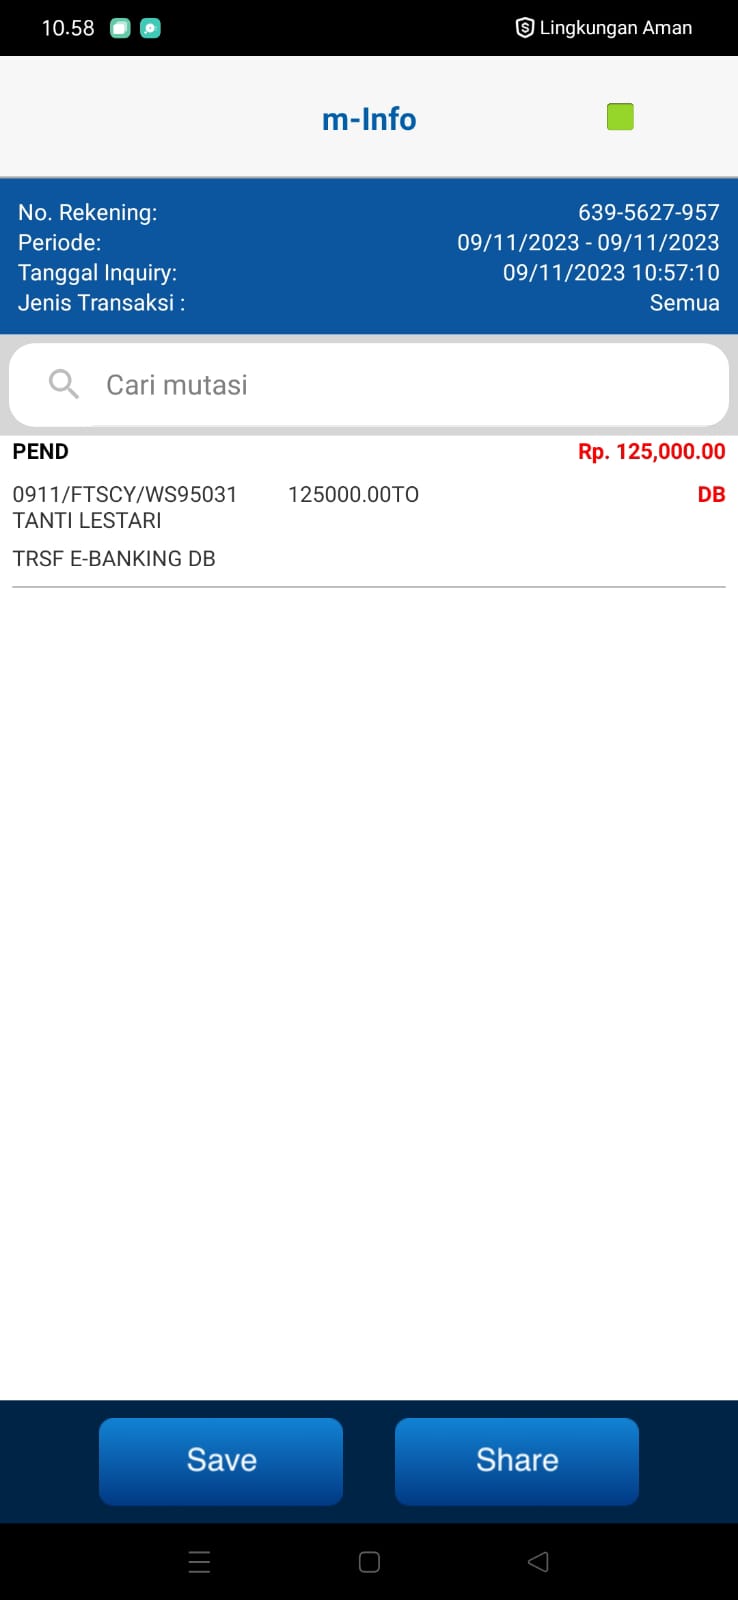 10.58 Lingkungan Aman
m-Info
No. Rekening: 639-5627-957
Periode: 09/11/2023 - 09/11/2023
Tanggal Inquiry: 09/11/2023 10:57:10
Jenis Transaksi : Semua
Cari mutasi
PEND Rp. 125,000.00
0911/FTSCY/WS95031 125000.00TO DB
TANTI LESTARI
TRSF E-BANKING DB
Save Share